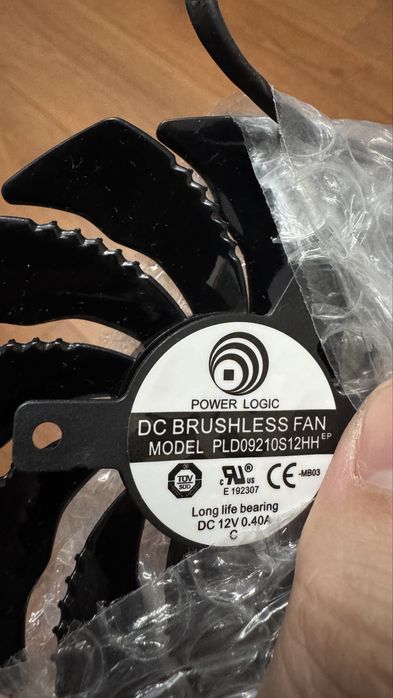 POWER LOGIC
DC BRUSHLESS FAN
MODEL PLD09210S12HH EP
TÜV
SÜD
c UR us
E 192307
CE -MB03
Long life bearing
DC 12V 0.40A
C